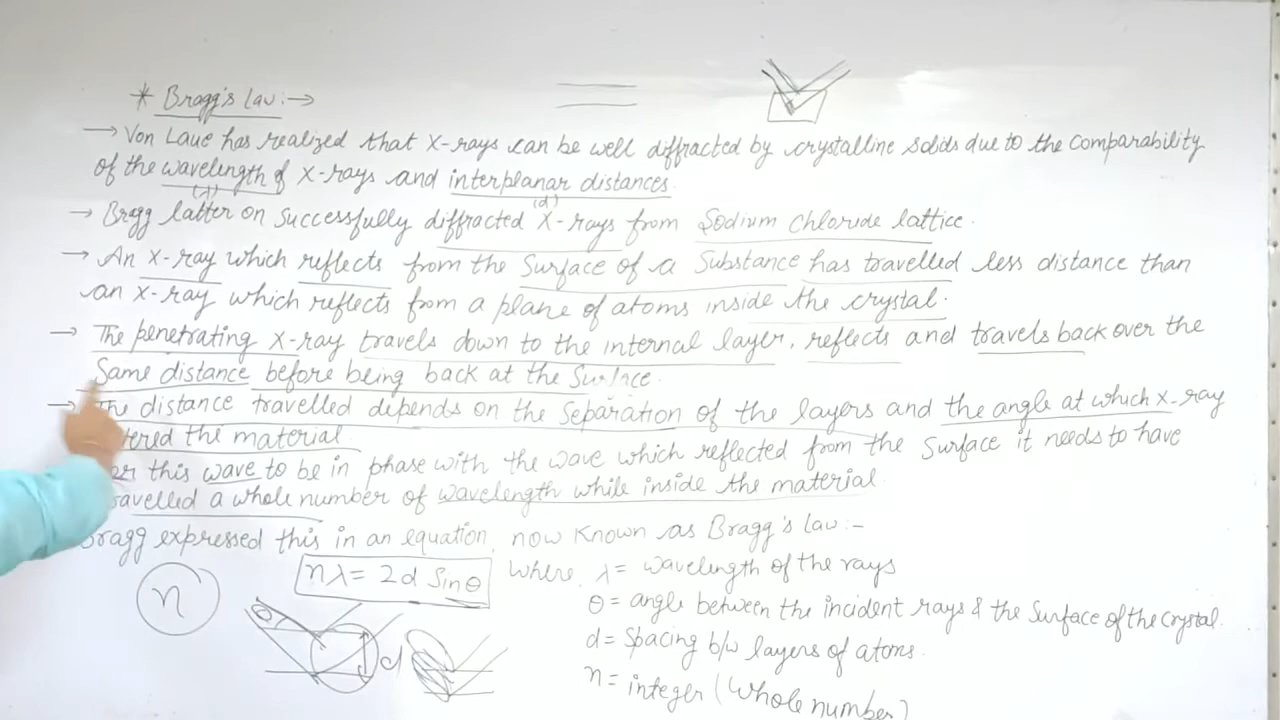 * Bragg's Law:→
→ Von Laue has realized that X-rays can be well diffracted by crystalline solids due to the comparability
of the wavelength of X-rays and interplanar distances.
(λ) (d)
→ Bragg latter on successfully diffracted X-rays from Sodium Chloride lattice.
→ An X-ray which reflects from the Surface of a Substance has travelled less distance than
an X-ray which reflects from a plane of atoms inside the crystal.
→ The penetrating X-ray travels down to the internal layer, reflects and travels back over the
Same distance before being back at the Surface.
→ The distance travelled depends on the Separation of the layers and the angle at which X-ray
tered the material.
this wave to be in phase with the wave which reflected from the Surface it needs to have
travelled a whole number of wavelength while inside the material
Bragg expressed this in an equation, now known as Bragg's law:-
nλ = 2d Sinθ where, λ = wavelength of the rays
n θ = angle between the incident rays & the Surface of the crystal.
θ d d = Spacing b/w layers of atoms.
n = integer (Whole number)